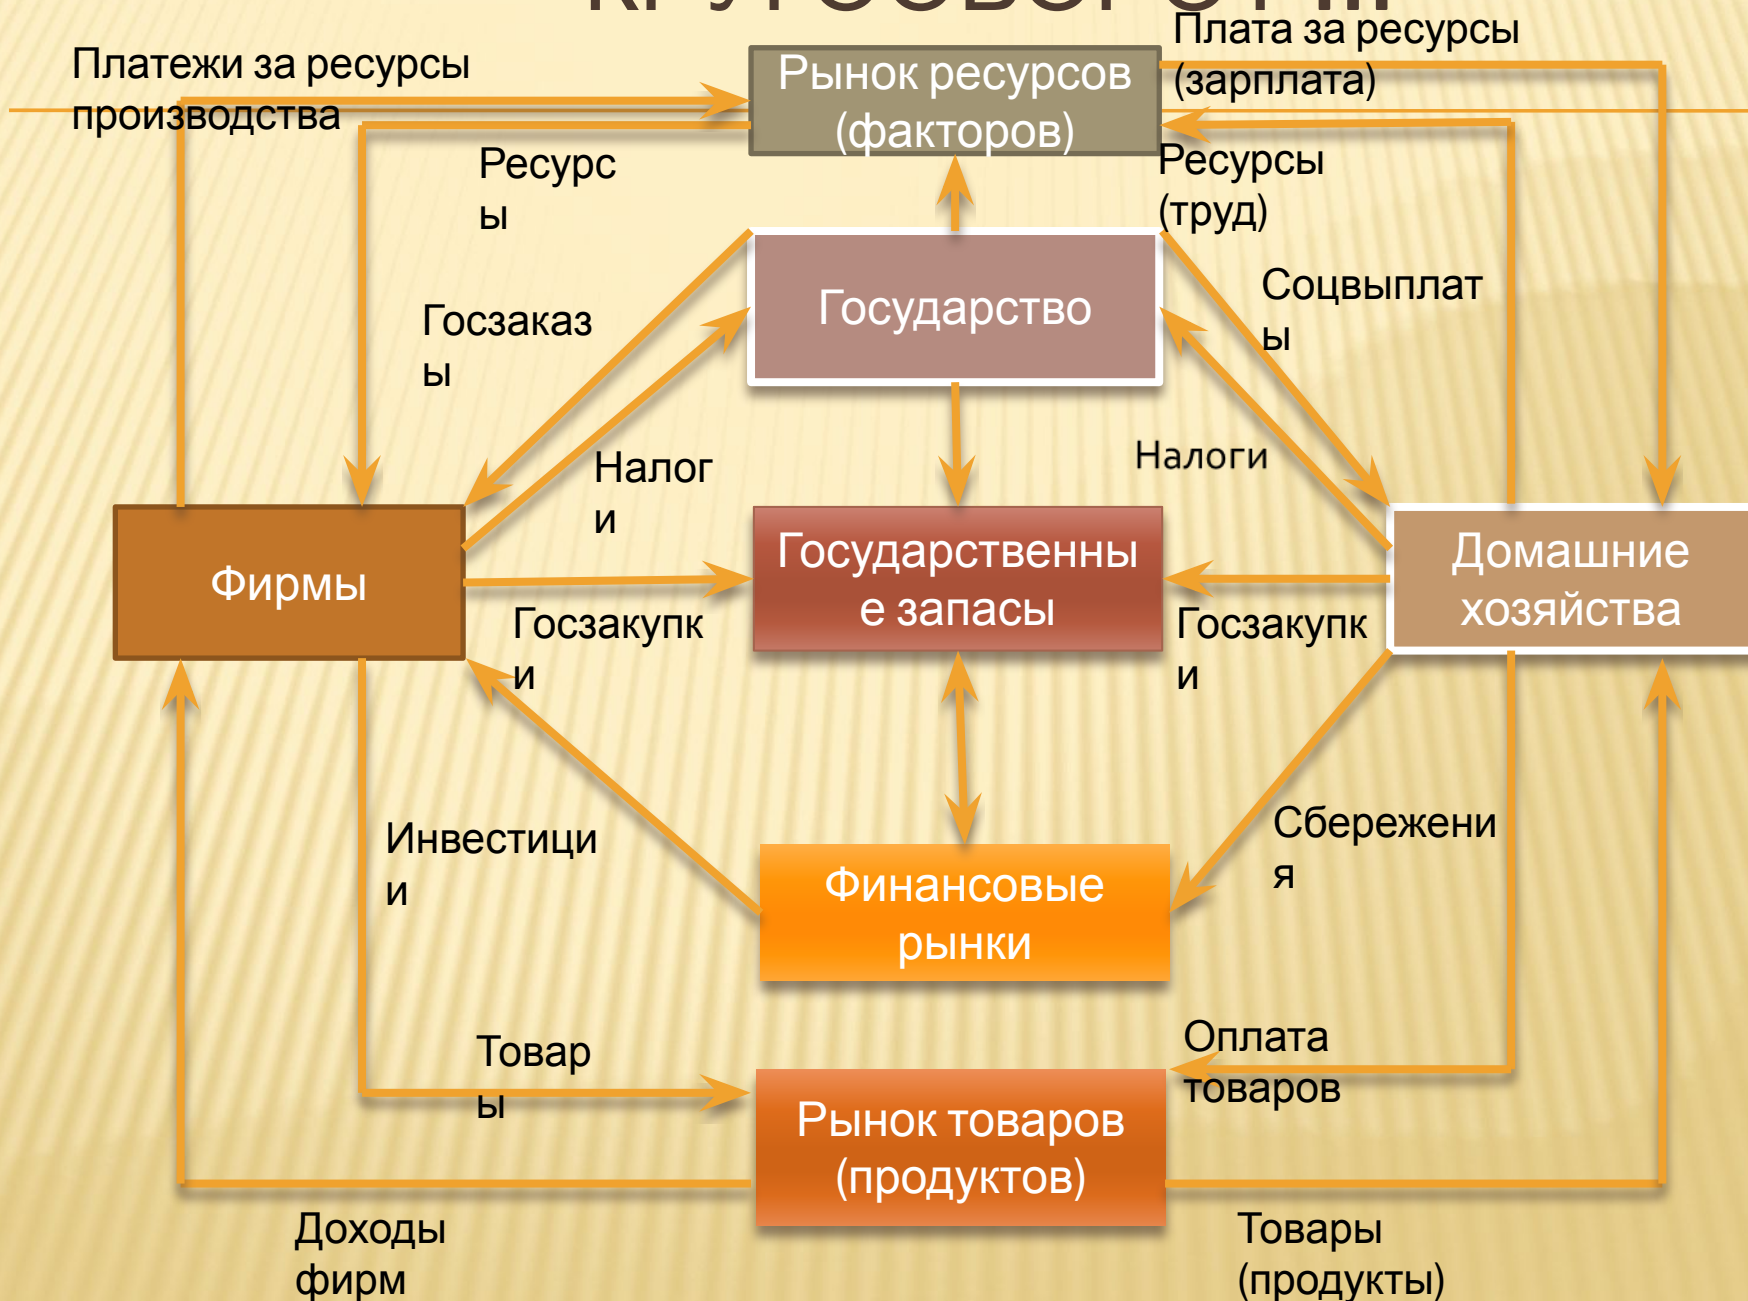 КРУГООБОРОТ III
Платежи за ресурсы
производства
Рынок ресурсов
(факторов)
Плата за ресурсы
(зарплата)
Ресурс
ы
Ресурсы
(труд)
Госзаказ
ы
Государство
Соцвыплат
ы
Налог
и
Налоги
Фирмы
Государственны
е запасы
Домашние
хозяйства
Госзакупк
и
Госзакупк
и
Инвестици
и
Финансовые
рынки
Сбережени
я
Товар
ы
Оплата
товаров
Рынок товаров
(продуктов)
Доходы
фирм
Товары
(продукты)